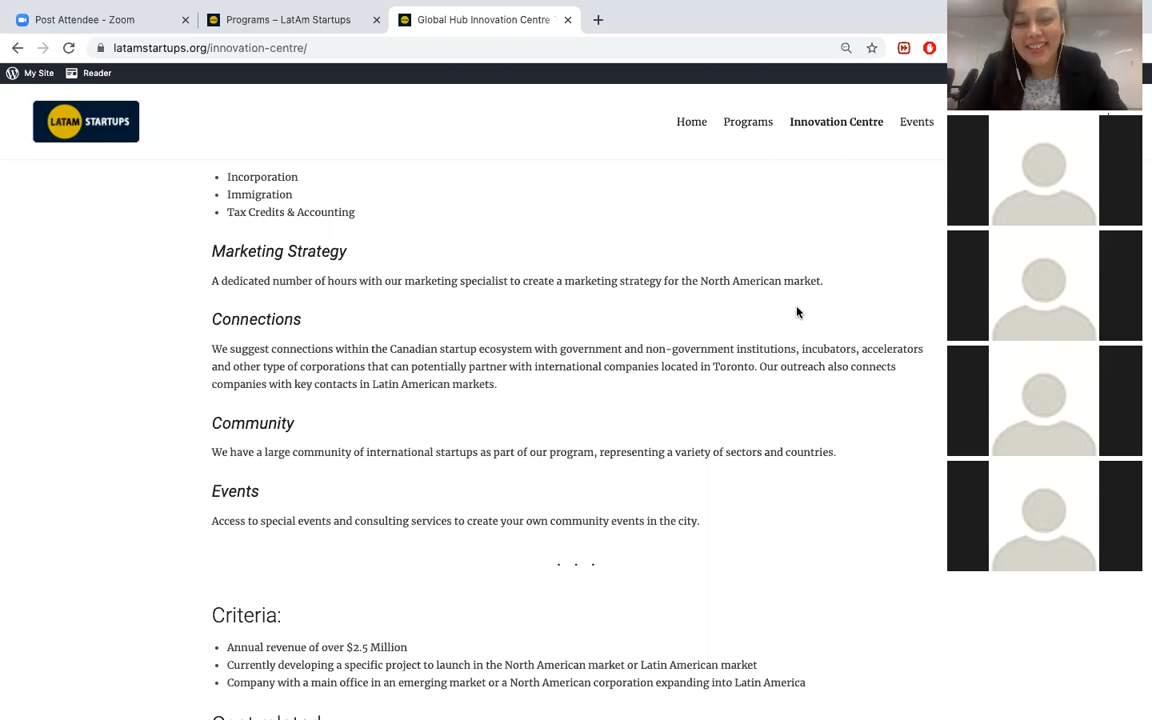 Post Attendee - Zoom
Programs – LatAm Startups
Global Hub Innovation Centre
latamstartups.org/innovation-centre/
My Site
Reader
LATAM STARTUPS
Home
Programs
Innovation Centre
Events
• Incorporation
• Immigration
• Tax Credits & Accounting
Marketing Strategy
A dedicated number of hours with our marketing specialist to create a marketing strategy for the North American market.
Connections
We suggest connections within the Canadian startup ecosystem with government and non-government institutions, incubators, accelerators
and other type of corporations that can potentially partner with international companies located in Toronto. Our outreach also connects
companies with key contacts in Latin American markets.
Community
We have a large community of international startups as part of our program, representing a variety of sectors and countries.
Events
Access to special events and consulting services to create your own community events in the city.
. . .
Criteria:
• Annual revenue of over $2.5 Million
• Currently developing a specific project to launch in the North American market or Latin American market
• Company with a main office in an emerging market or a North American corporation expanding into Latin America